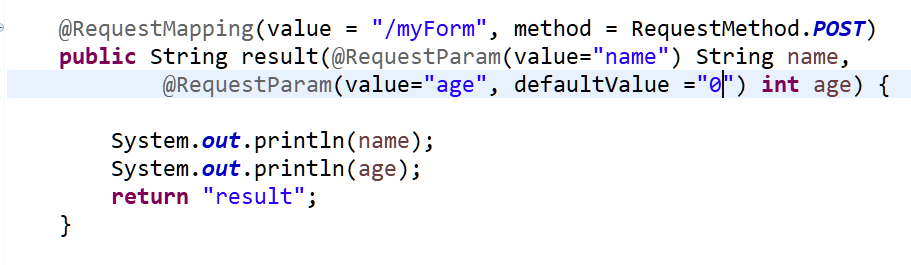 @RequestMapping(value = "/myForm", method = RequestMethod.POST)
public String result(@RequestParam(value="name") String name,
@RequestParam(value="age", defaultValue ="0") int age) {
System.out.println(name);
System.out.println(age);
return "result";
}